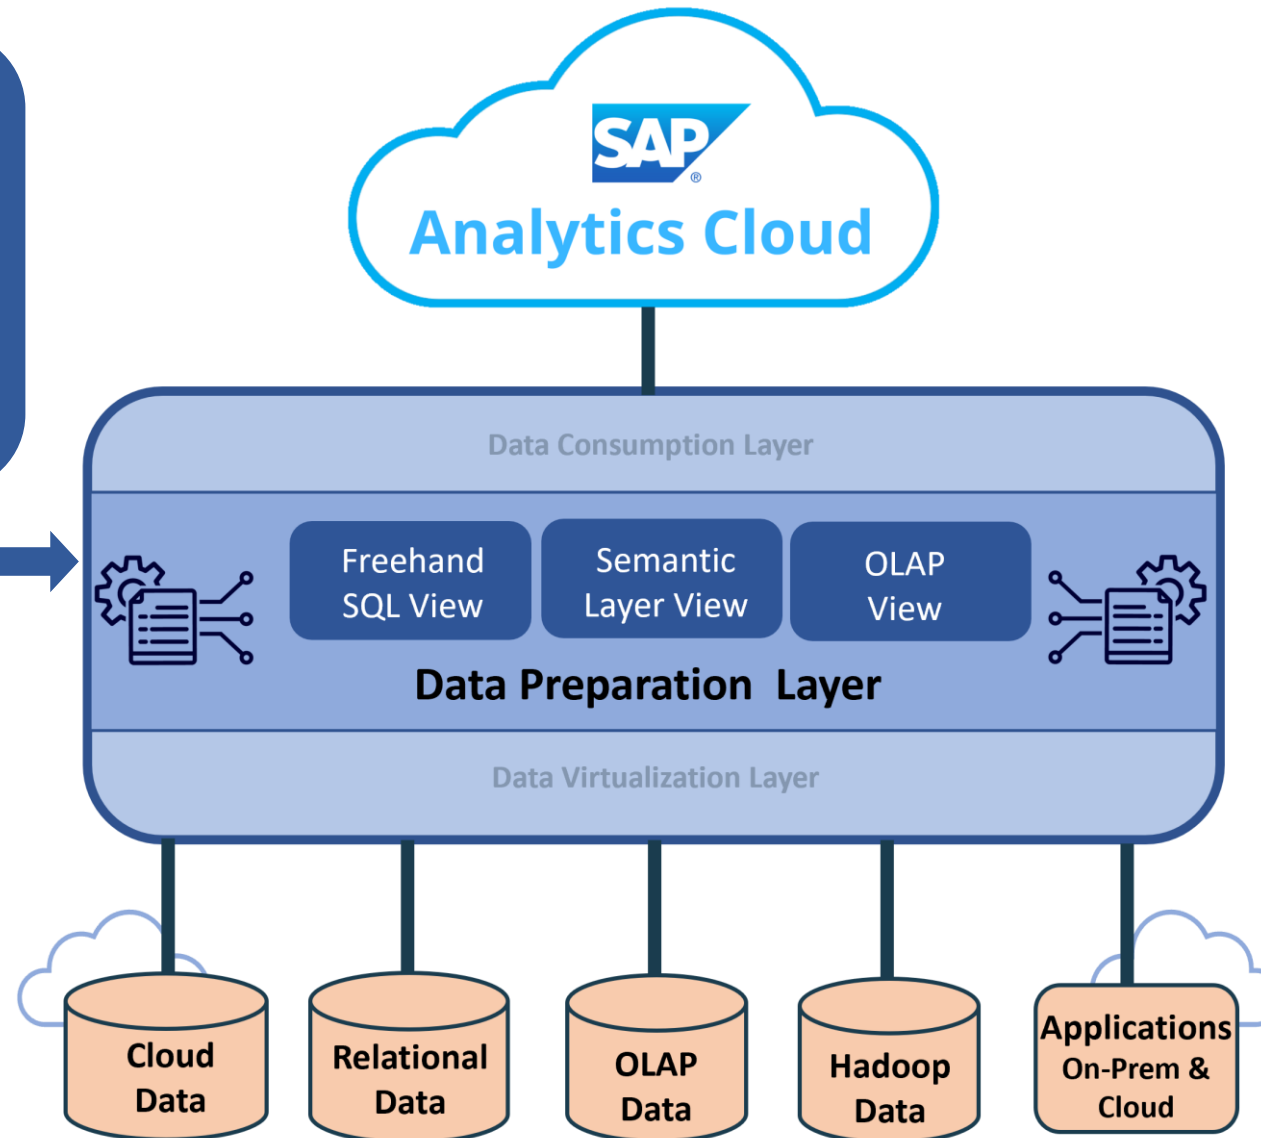 SAP
®
Analytics Cloud
Data Consumption Layer
Freehand
SQL View
Semantic
Layer View
OLAP
View
Data Preparation Layer
Data Virtualization Layer
Cloud
Data
Relational
Data
OLAP
Data
Hadoop
Data
Applications
On-Prem &
Cloud